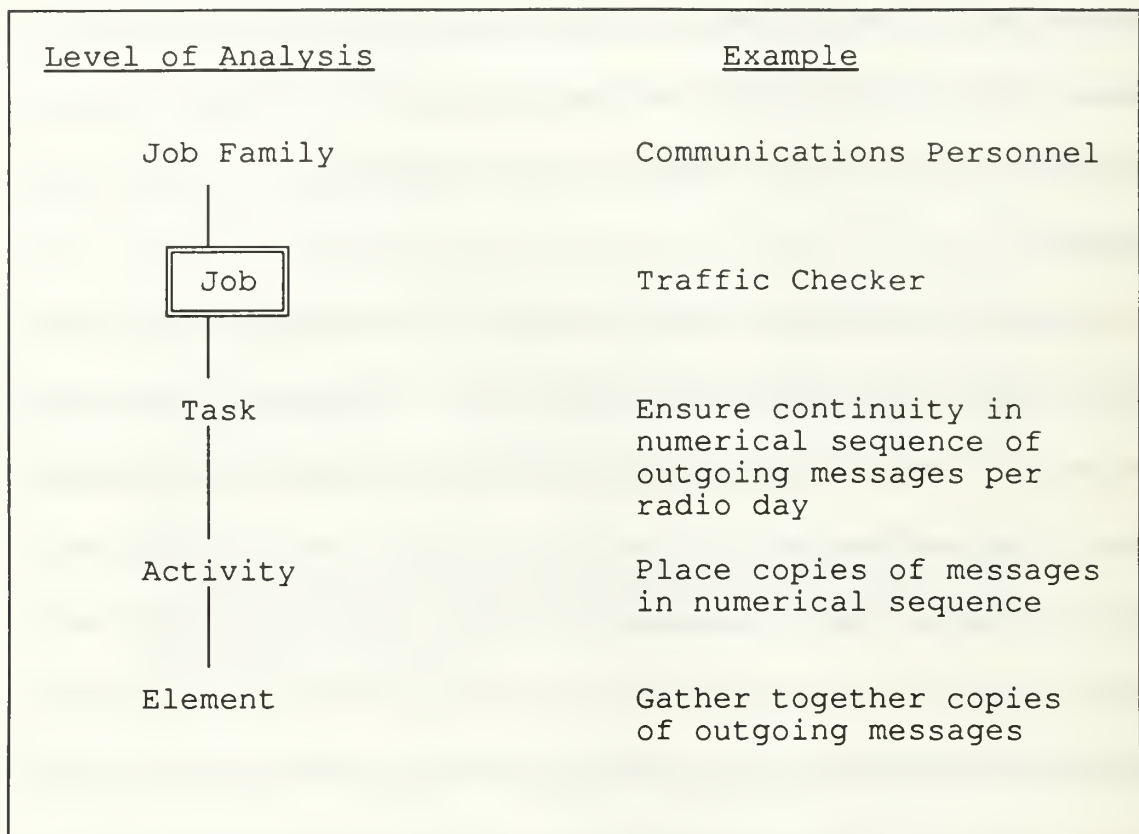 Level of Analysis    Example
Job Family    Communications Personnel
Job    Traffic Checker
Task    Ensure continuity in
numerical sequence of
outgoing messages per
radio day
Activity    Place copies of messages
in numerical sequence
Element    Gather together copies
of outgoing messages